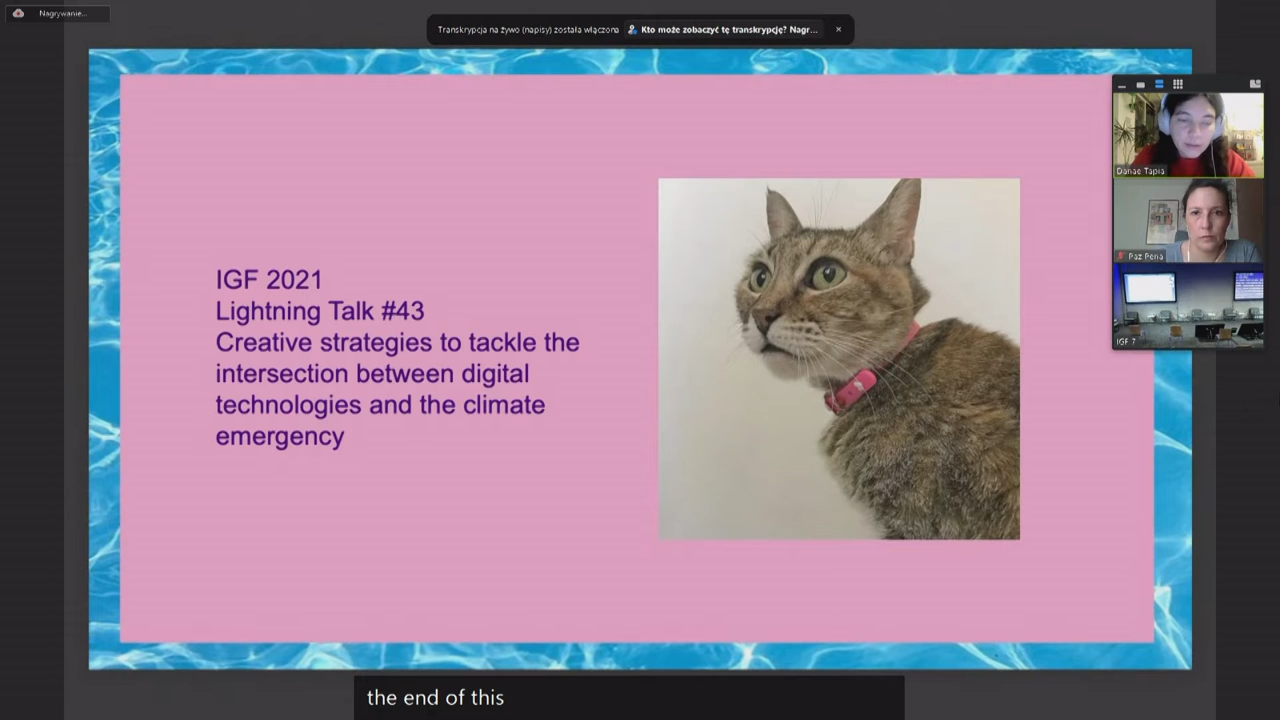 Nagrywanie...
Transkrypcja na żywo (napisy) została włączona
Kto może zobaczyć tę transkrypcję? Nagr...
IGF 2021
Lightning Talk #43
Creative strategies to tackle the
intersection between digital
technologies and the climate
emergency
Danae Tapia
Paz Pena
IGF 7
the end of this